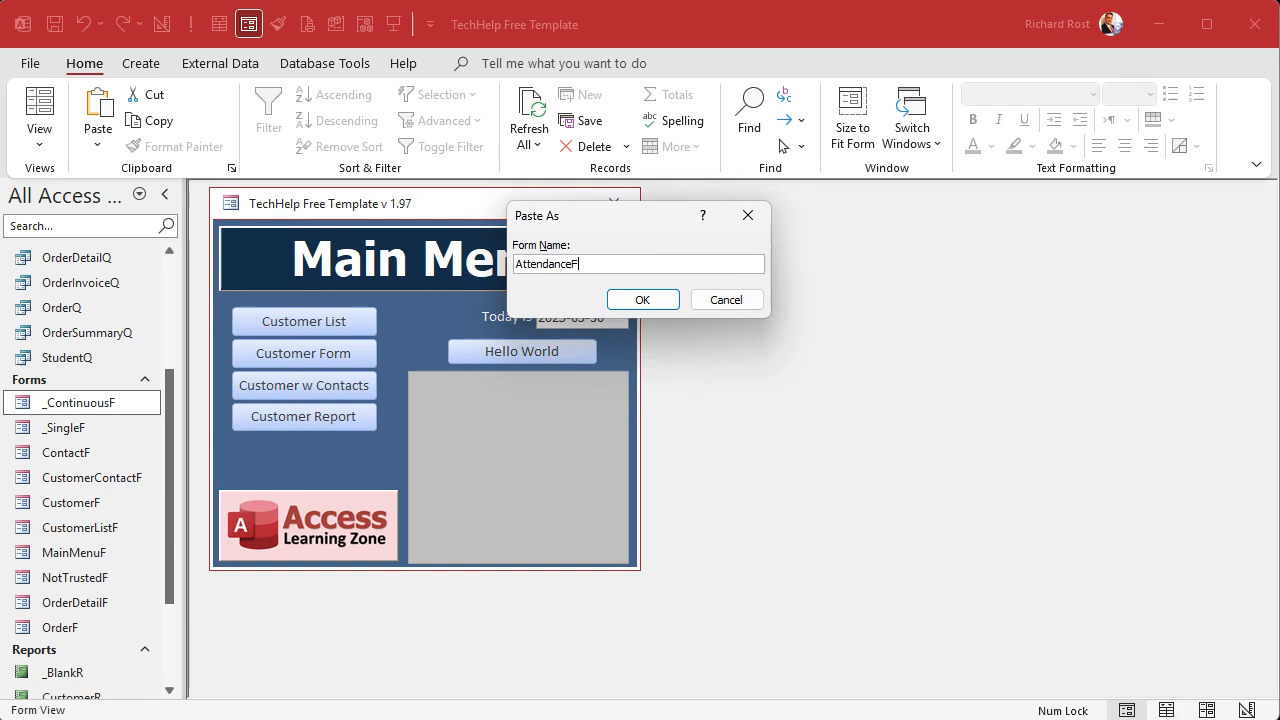 TechHelp Free Template
Richard Rost
File
Home
Create
External Data
Database Tools
Help
Tell me what you want to do
View
Views
Paste
Cut
Copy
Format Painter
Clipboard
Filter
Ascending
Descending
Remove Sort
Selection
Advanced
Toggle Filter
Sort & Filter
Refresh
All
New
Save
Delete
Totals
Spelling
More
Records
Find
Find
Size to
Fit Form
Switch
Windows
Window
Text Formatting
All Access ...
Search...
OrderDetailQ
OrderInvoiceQ
OrderQ
OrderSummaryQ
StudentQ
Forms
_ContinuousF
_SingleF
ContactF
CustomerContactF
CustomerF
CustomerListF
MainMenuF
NotTrustedF
OrderDetailF
OrderF
Reports
_BlankR
CustomerR
TechHelp Free Template v 1.97
Main Men
Customer List
Customer Form
Customer w Contacts
Customer Report
Today is
Hello World
Access
Learning Zone
Paste As
Form Name:
AttendanceF
OK
Cancel
Form View
Num Lock